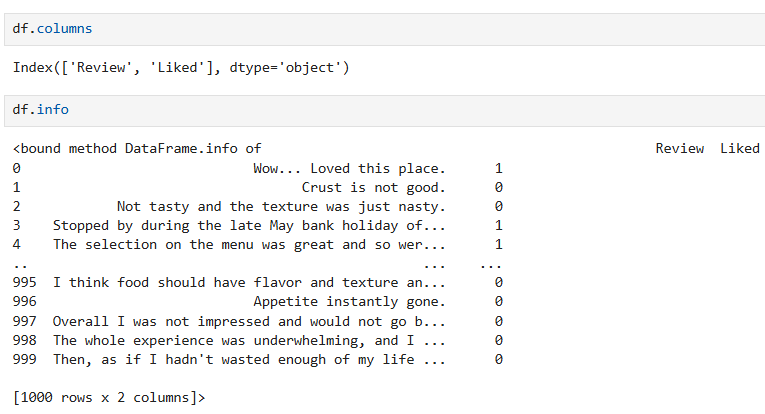 df.columns
Index(['Review', 'Liked'], dtype='object')
df.info
<bound method DataFrame.info of                                                 Review  Liked
0                             Wow... Loved this place.      1
1                                   Crust is not good.      0
2            Not tasty and the texture was just nasty.      0
3    Stopped by during the late May bank holiday of...      1
4    The selection on the menu was great and so wer...      1
..                                                 ...    ...
995  I think food should have flavor and texture an...      0
996                           Appetite instantly gone.      0
997  Overall I was not impressed and would not go b...      0
998  The whole experience was underwhelming, and I ...      0
999  Then, as if I hadn't wasted enough of my life ...      0
[1000 rows x 2 columns]>